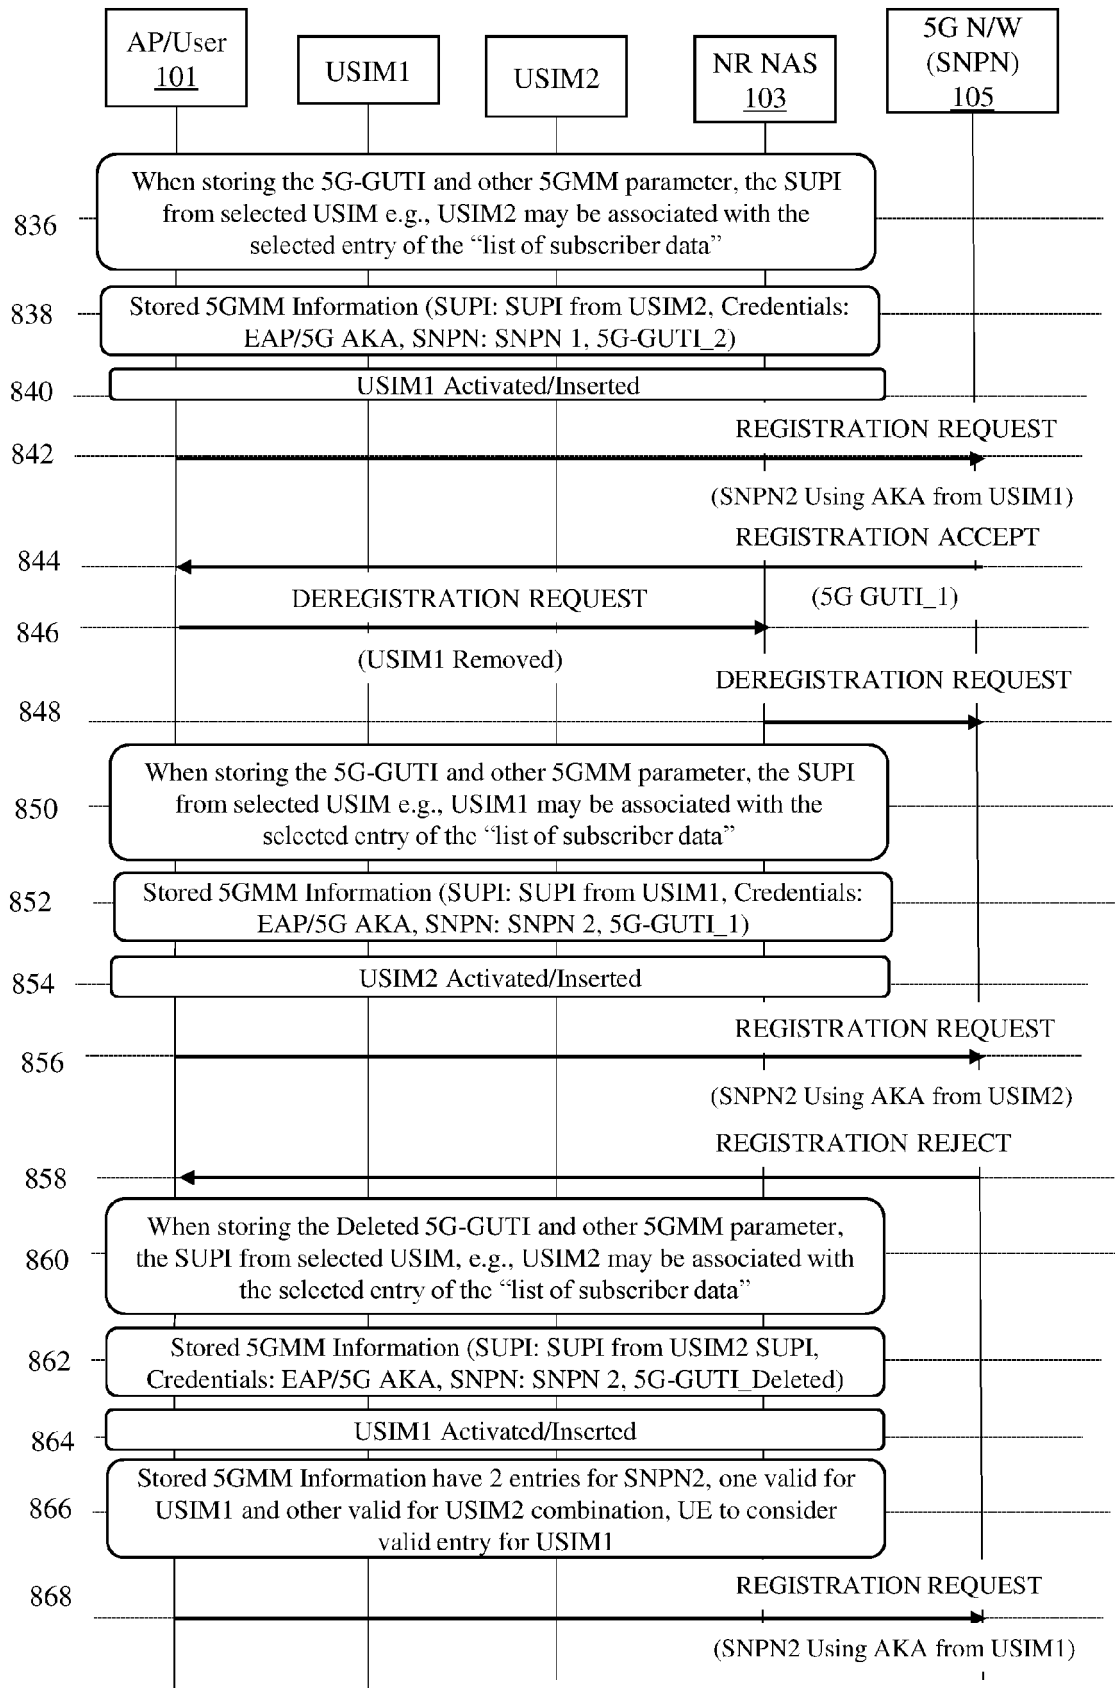 AP/User
101
USIM1
USIM2
NR NAS
103
5G N/W
(SNPN)
105
When storing the 5G-GUTI and other 5GMM parameter, the SUPI
from selected USIM e.g., USIM2 may be associated with the
selected entry of the “list of subscriber data”
836
Stored 5GMM Information (SUPI: SUPI from USIM2, Credentials:
EAP/5G AKA, SNPN: SNPN 1, 5G-GUTI_2)
838
USIM1 Activated/Inserted
840
REGISTRATION REQUEST
842
(SNPN2 Using AKA from USIM1)
REGISTRATION ACCEPT
844
(5G GUTI_1)
DEREGISTRATION REQUEST
846
(USIM1 Removed)
DEREGISTRATION REQUEST
848
When storing the 5G-GUTI and other 5GMM parameter, the SUPI
from selected USIM e.g., USIM1 may be associated with the
selected entry of the “list of subscriber data”
850
Stored 5GMM Information (SUPI: SUPI from USIM1, Credentials:
EAP/5G AKA, SNPN: SNPN 2, 5G-GUTI_1)
852
USIM2 Activated/Inserted
854
REGISTRATION REQUEST
856
(SNPN2 Using AKA from USIM2)
REGISTRATION REJECT
858
When storing the Deleted 5G-GUTI and other 5GMM parameter,
the SUPI from selected USIM, e.g., USIM2 may be associated with
the selected entry of the “list of subscriber data”
860
Stored 5GMM Information (SUPI: SUPI from USIM2 SUPI,
Credentials: EAP/5G AKA, SNPN: SNPN 2, 5G-GUTI_Deleted)
862
USIM1 Activated/Inserted
864
Stored 5GMM Information have 2 entries for SNPN2, one valid for
USIM1 and other valid for USIM2 combination, UE to consider
valid entry for USIM1
866
REGISTRATION REQUEST
868
(SNPN2 Using AKA from USIM1)